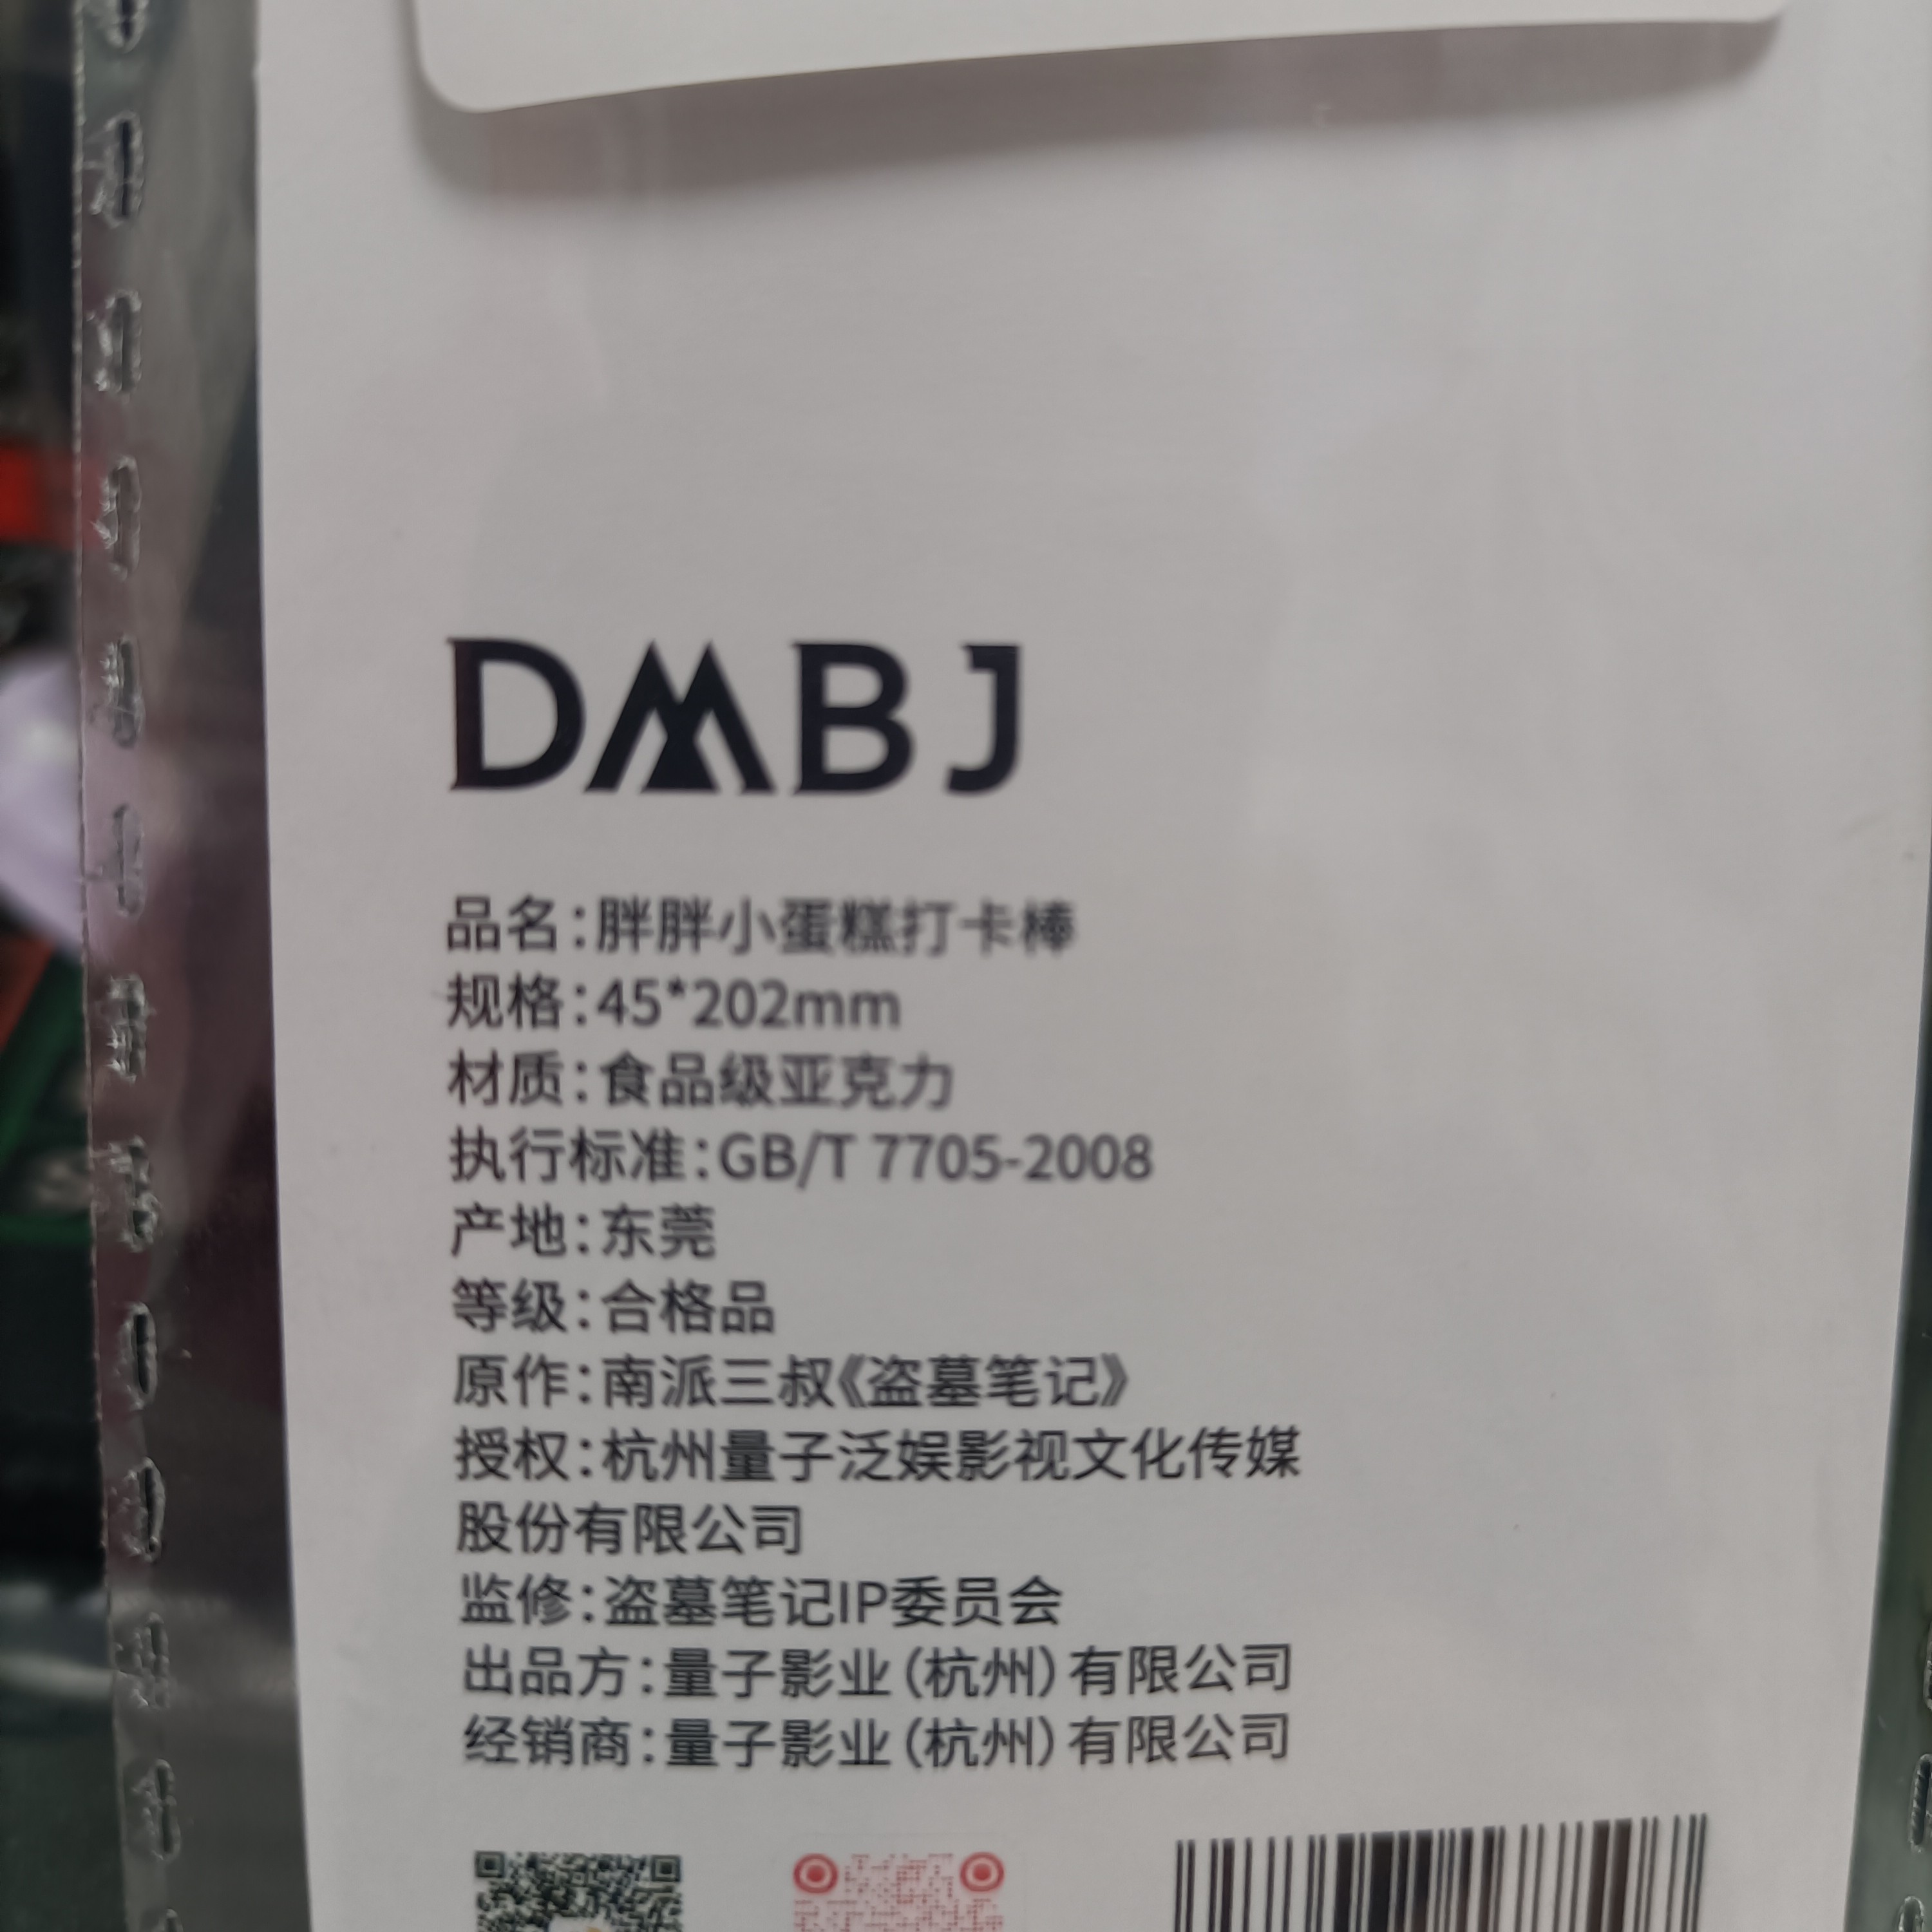 DMBJ
品名：胖胖小蛋糕打卡棒
规格：45*202mm
材质：食品级亚克力
执行标准：GB/T 7705-2008
产地：东莞
等级：合格品
原作：南派三叔《盗墓笔记》
授权：杭州量子泛娱影视文化传媒
股份有限公司
监修：盗墓笔记IP委员会
出品方：量子影业（杭州）有限公司
经销商：量子影业（杭州）有限公司